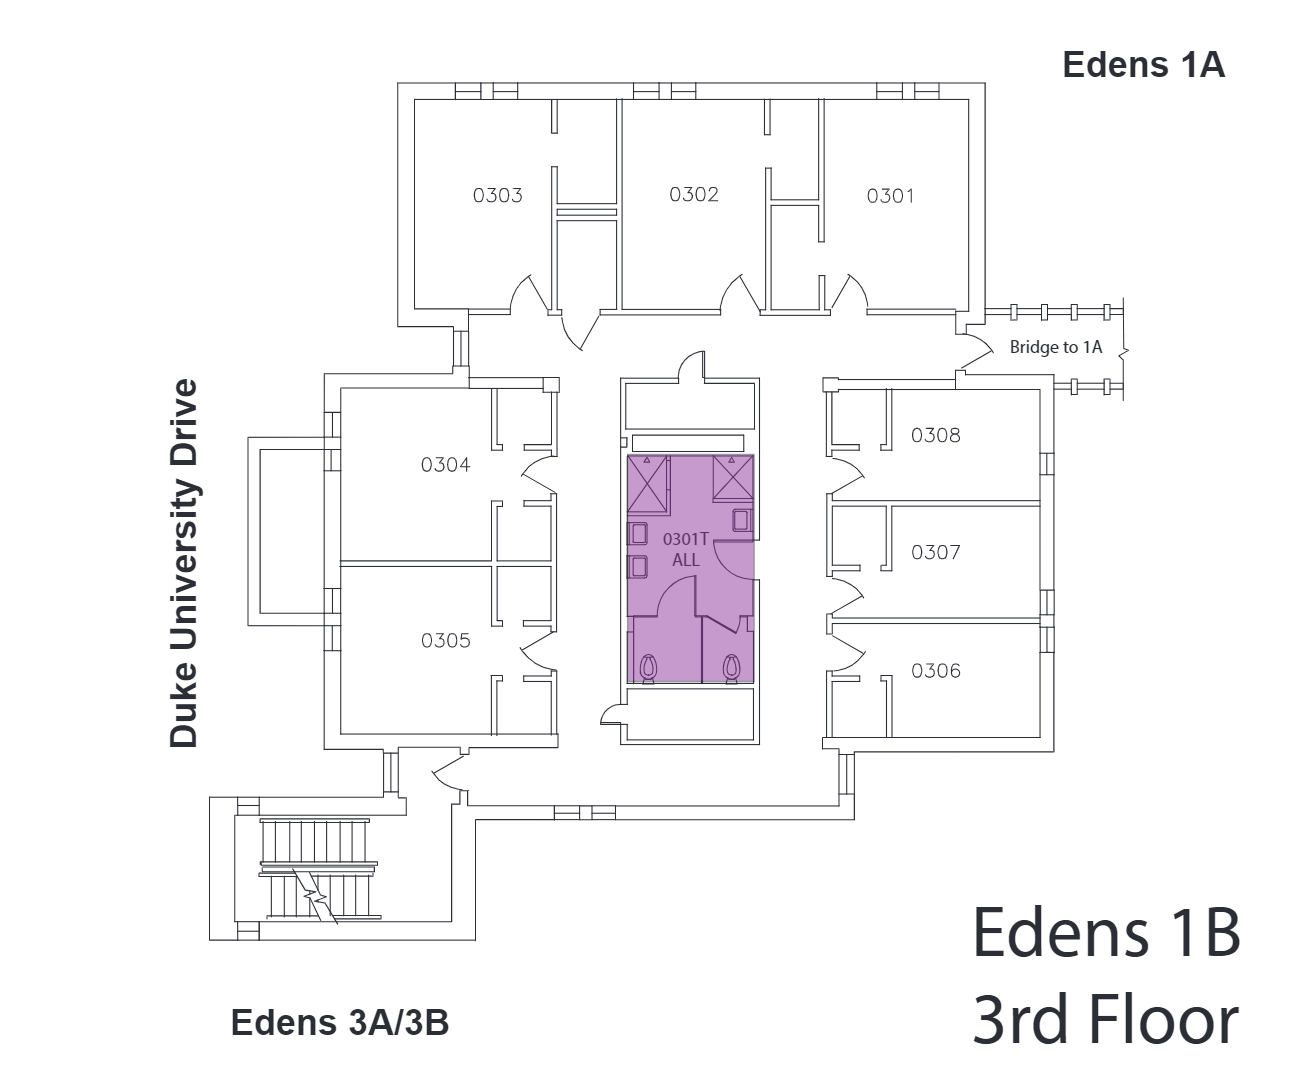 Edens 1A
0303
0302
0301
Bridge to 1A
Duke University Drive
0304
0308
0301T
ALL
0307
0305
0306
Edens 1B
3rd Floor
Edens 3A/3B